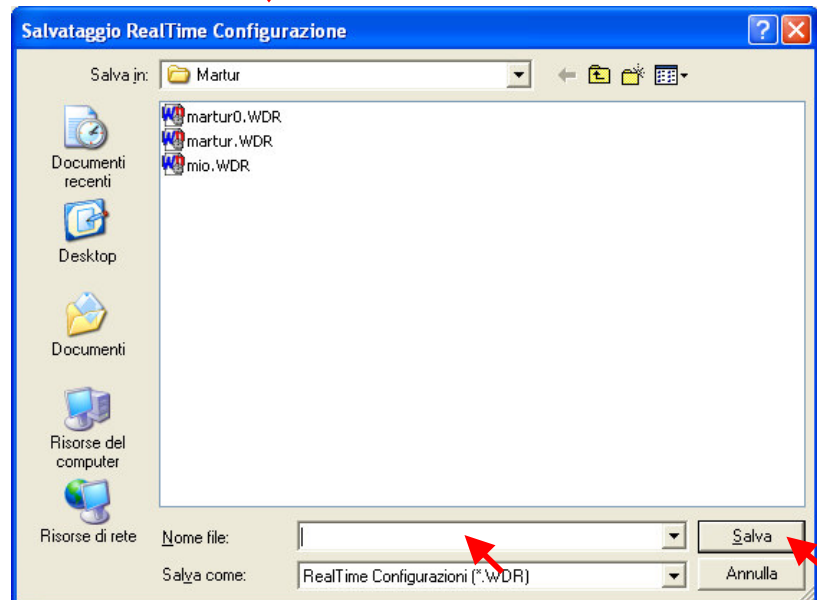 Salvataggio RealTime Configurazione
Salva in: Martur
martur0.WDR
martur.WDR
mio.WDR
Documenti
recenti
Desktop
Documenti
Risorse del
computer
Risorse di rete
Nome file: Salva
Salva come: RealTime Configurazioni (*.WDR) Annulla